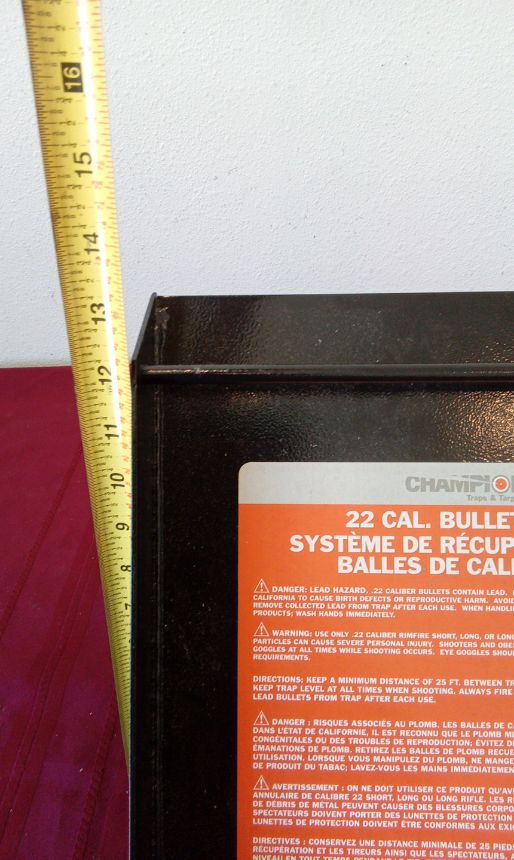 16
15
14
13
12
11
10
9
8
7
CHAMPIO
Traps & Targ
22 CAL. BULLET
SYSTÈME DE RÉCUP
BALLES DE CALI
DANGER: LEAD HAZARD. .22 CALIBER BULLETS CONTAIN LEAD.
CALIFORNIA TO CAUSE BIRTH DEFECTS OR REPRODUCTIVE HARM. AVOID
REMOVE COLLECTED LEAD FROM TRAP AFTER EACH USE. WHEN HANDLI
PRODUCTS; WASH HANDS IMMEDIATELY.
WARNING: USE ONLY .22 CALIBER RIMFIRE SHORT, LONG, OR LONG
PARTICLES CAN CAUSE SEVERE PERSONAL INJURY. SHOOTERS AND OBSE
GOGGLES AT ALL TIMES WHILE SHOOTING OCCURS. EYE GOGGLES SHOUL
REQUIREMENTS.
DIRECTIONS: KEEP A MINIMUM DISTANCE OF 25 FT. BETWEEN TR
KEEP TRAP LEVEL AT ALL TIMES WHEN SHOOTING. ALWAYS FIRE
LEAD BULLETS FROM TRAP AFTER EACH USE.
DANGER : RISQUES ASSOCIÉS AU PLOMB. LES BALLES DE CA
DANS L'ÉTAT DE CALIFORNIE, IL EST RECONNU QUE LE PLOMB M
CONGÉNITALES OU DES TROUBLES DE REPRODUCTION; ÉVITEZ D
ÉMANATIONS DE PLOMB. RETIREZ LES BALLES DE PLOMB RECUE
UTILISATION. LORSQUE VOUS MANIPULEZ DU PLOMB, NE MANGE
DE PRODUIT DU TABAC; LAVEZ-VOUS LES MAINS IMMÉDIATEMEN
AVERTISSEMENT : ON NE DOIT UTILISER CE PRODUIT QU'AV
ANNULAIRE DE CALIBRE 22 SHORT, LONG OU LONG RIFLE. LES R
DE DÉBRIS DE MÉTAL PEUVENT CAUSER DES BLESSURES CORPO
SPECTATEURS DOIVENT PORTER DES LUNETTES DE PROTECTION
LUNETTES DE PROTECTION DOIVENT ÊTRE CONFORMES AUX EXIG
DIRECTIVES : CONSERVEZ UNE DISTANCE MINIMALE DE 25 PIEDS
RÉCUPÉRATION ET LES TIREURS AINSI QUE LES SPECTATEURS.
NIVEAU EN TOUT TEMPS